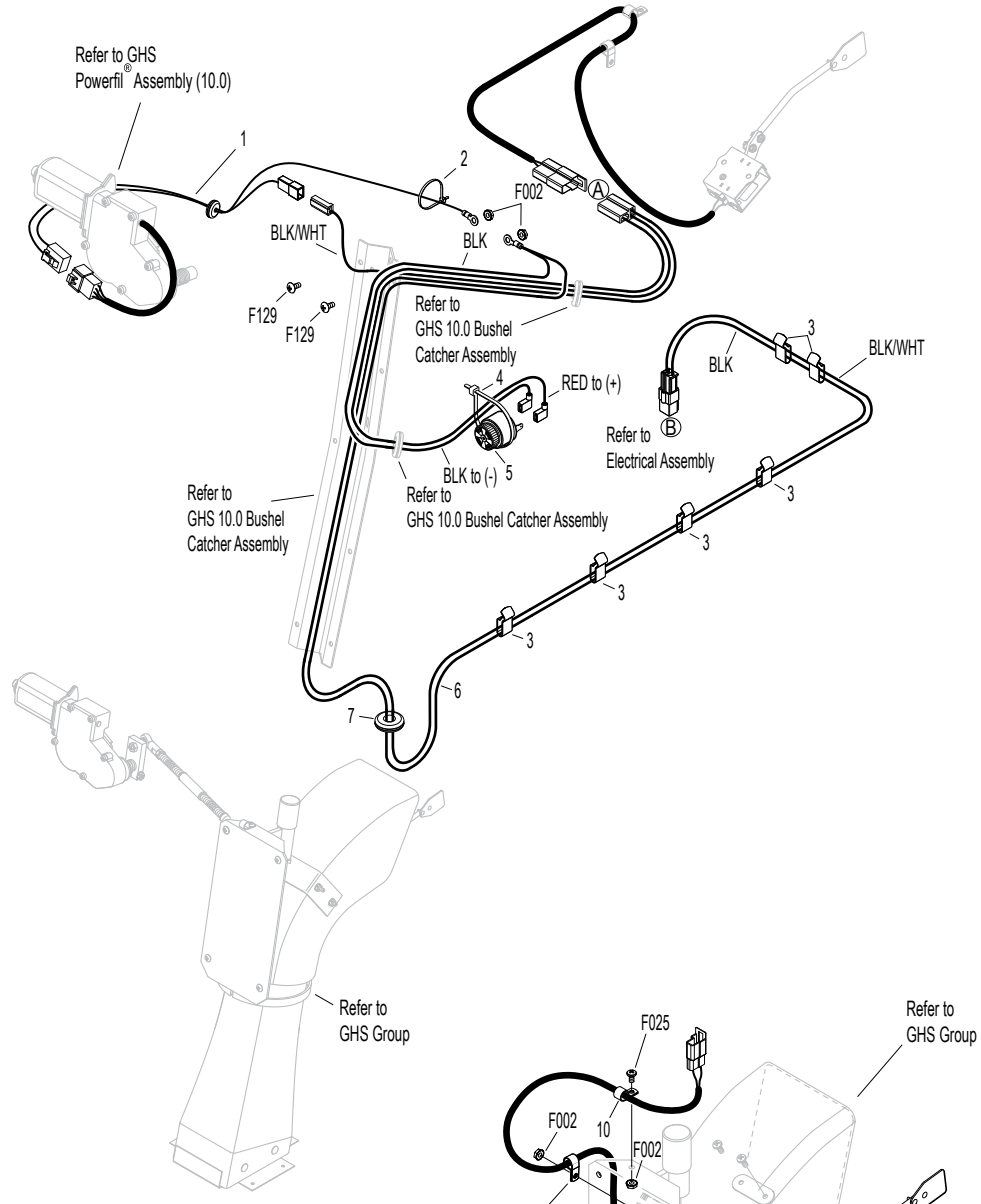 Refer to GHS
Powerfil® Assembly (10.0)
1
2
F002
A
BLK/WHT
BLK
F129
F129
Refer to
GHS 10.0 Bushel
Catcher Assembly
3
BLK
BLK/WHT
4
RED to (+)
B
Refer to
Electrical Assembly
BLK to (-)
5
Refer to
GHS 10.0 Bushel
Catcher Assembly
Refer to
GHS 10.0 Bushel Catcher Assembly
3
3
3
3
6
7
Refer to
GHS Group
F025
Refer to
GHS Group
10
F002
F002